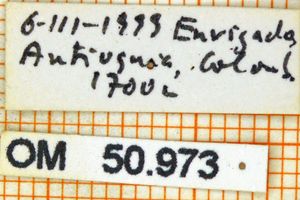 6-III-1999 Envigado,
Antioquia, Colomb.
1700
OM 50.973